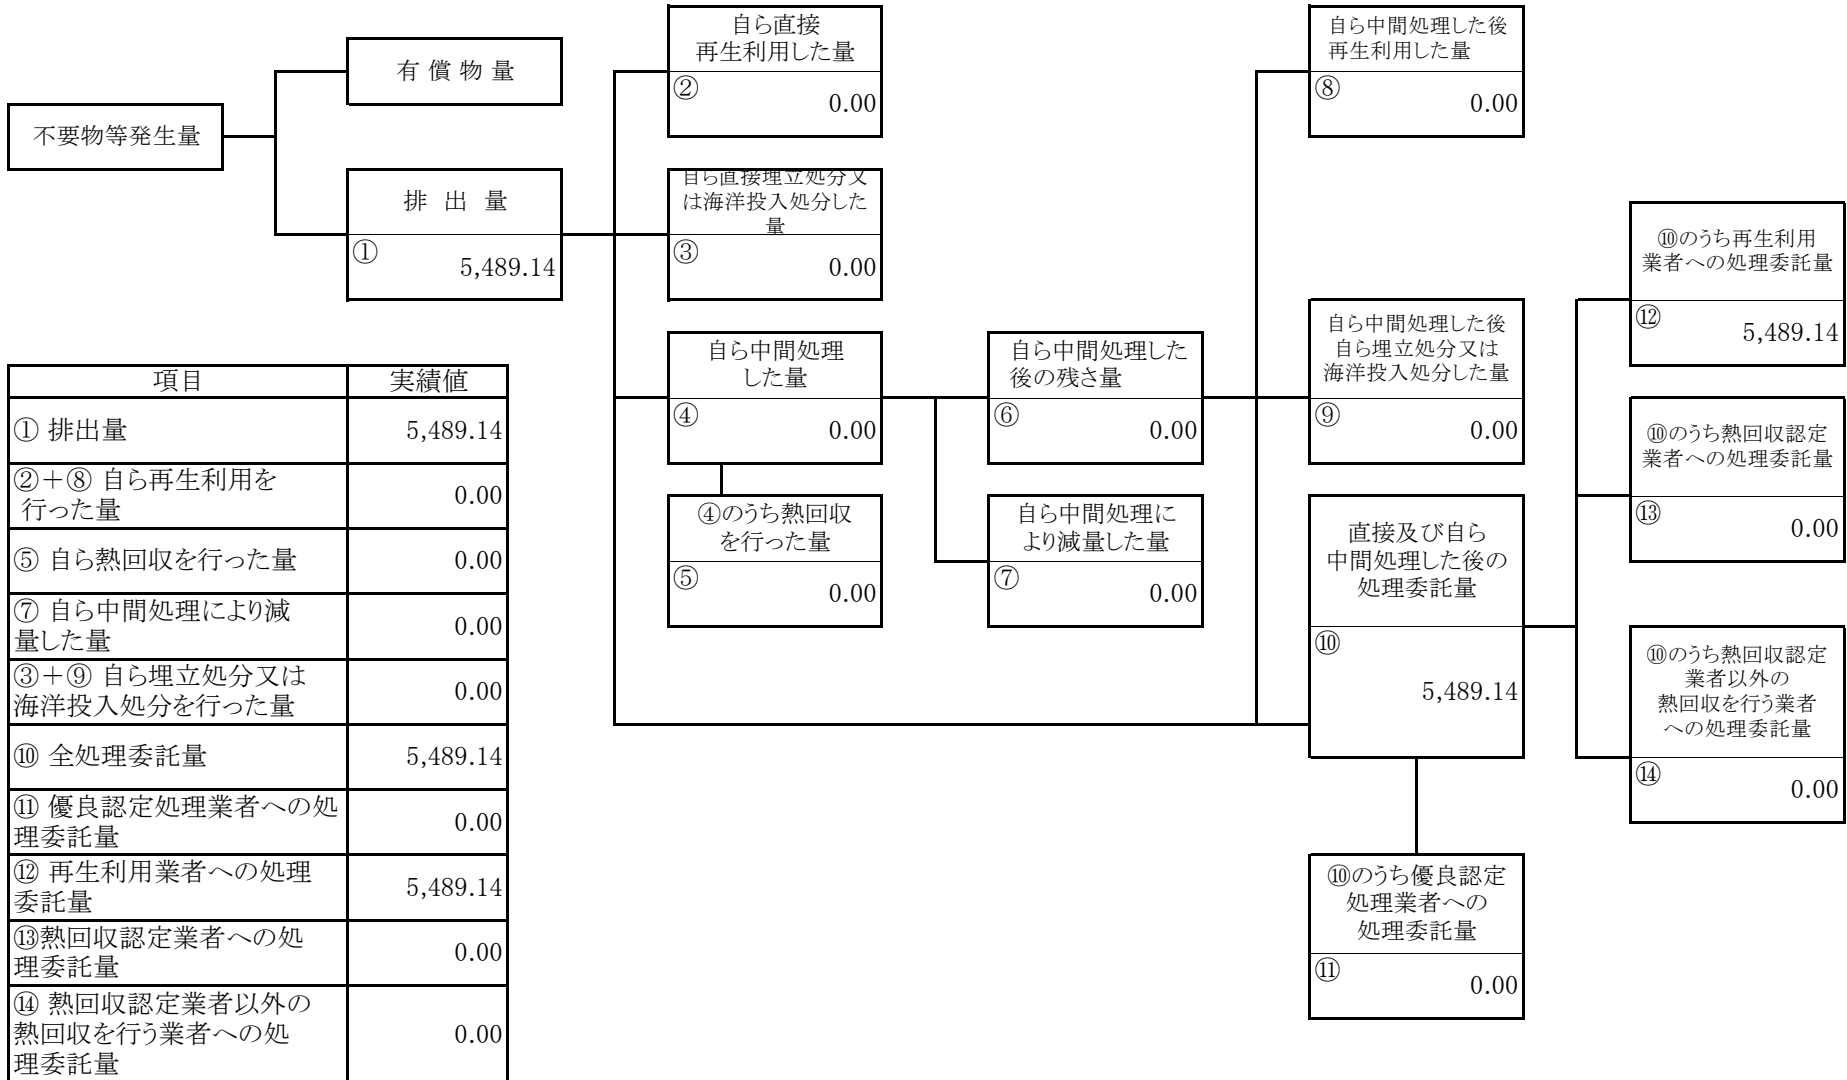 不要物等発生量
有 償 物 量
排 出 量
①
5,489.14
自ら直接
再生利用した量
②
0.00
自ら直接埋立処分又
は海洋投入処分した
量
③
0.00
自ら中間処理
した量
④
0.00
④のうち熱回収
を行った量
⑤
0.00
自ら中間処理した
後の残さ量
⑥
0.00
自ら中間処理に
より減量した量
⑦
0.00
自ら中間処理した後
再生利用した量
⑧
0.00
自ら中間処理した後
自ら埋立処分又は
海洋投入処分した量
⑨
0.00
直接及び自ら
中間処理した後の
処理委託量
⑩
5,489.14
⑩のうち優良認定
処理業者への
処理委託量
⑪
0.00
⑩のうち再生利用
業者への処理委託量
⑫
5,489.14
⑩のうち熱回収認定
業者への処理委託量
⑬
0.00
⑩のうち熱回収認定
業者以外の
熱回収を行う業者
への処理委託量
⑭
0.00
項目 実績値
① 排出量 5,489.14
②＋⑧ 自ら再生利用を
行った量 0.00
⑤ 自ら熱回収を行った量 0.00
⑦ 自ら中間処理により減
量した量 0.00
③＋⑨ 自ら埋立処分又は
海洋投入処分を行った量 0.00
⑩ 全処理委託量 5,489.14
⑪ 優良認定処理業者への処
理委託量 0.00
⑫ 再生利用業者への処理
委託量 5,489.14
⑬熱回収認定業者への処
理委託量 0.00
⑭ 熱回収認定業者以外の
熱回収を行う業者への処
理委託量 0.00